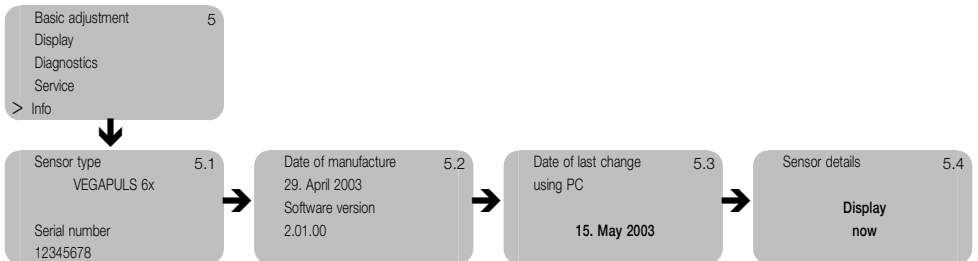 Basic adjustment 5
Display
Diagnostics
Service
> Info
Sensor type 5.1
VEGAPULS 6x
Serial number
12345678
Date of manufacture 5.2
29. April 2003
Software version
2.01.00
Date of last change 5.3
using PC
15. May 2003
Sensor details 5.4
Display
now